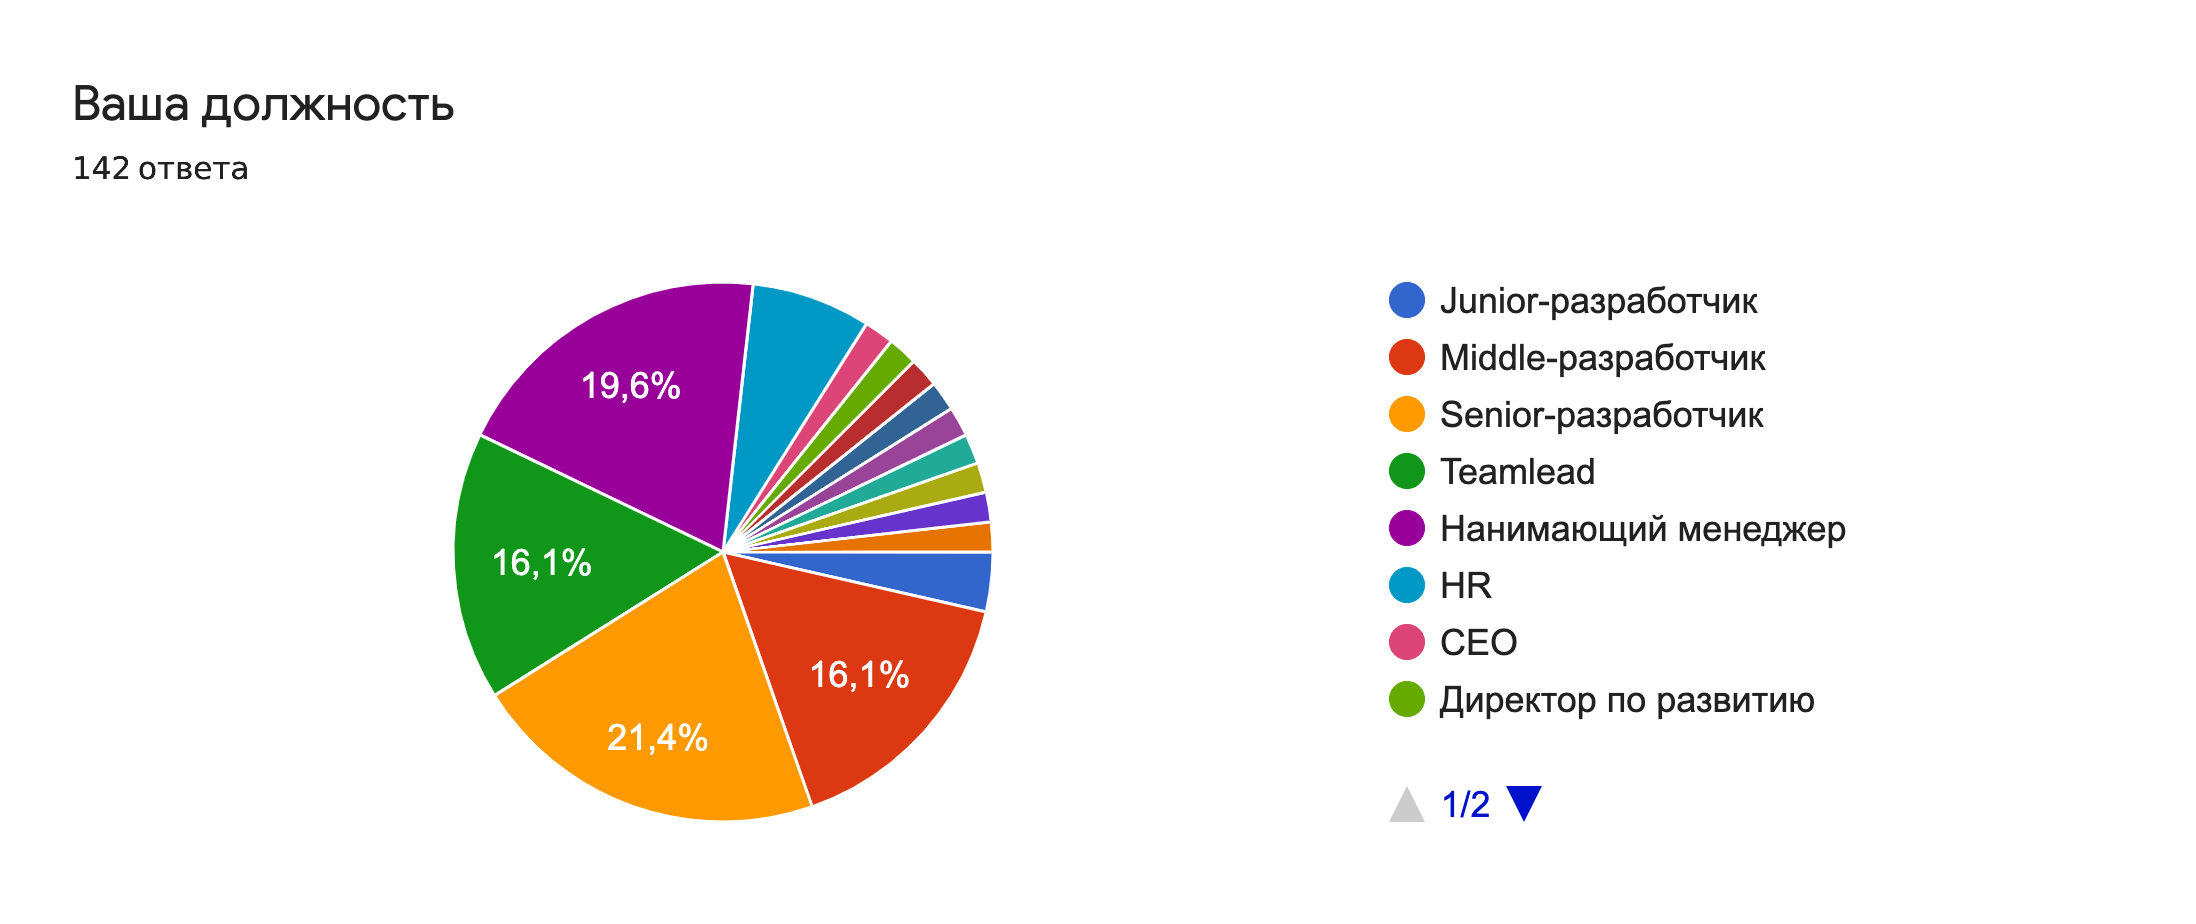 Ваша должность
142 ответа
19,6%
16,1%
16,1%
21,4%
Junior-разработчик
Middle-разработчик
Senior-разработчик
Teamlead
Нанимающий менеджер
HR
CEO
Директор по развитию
1/2